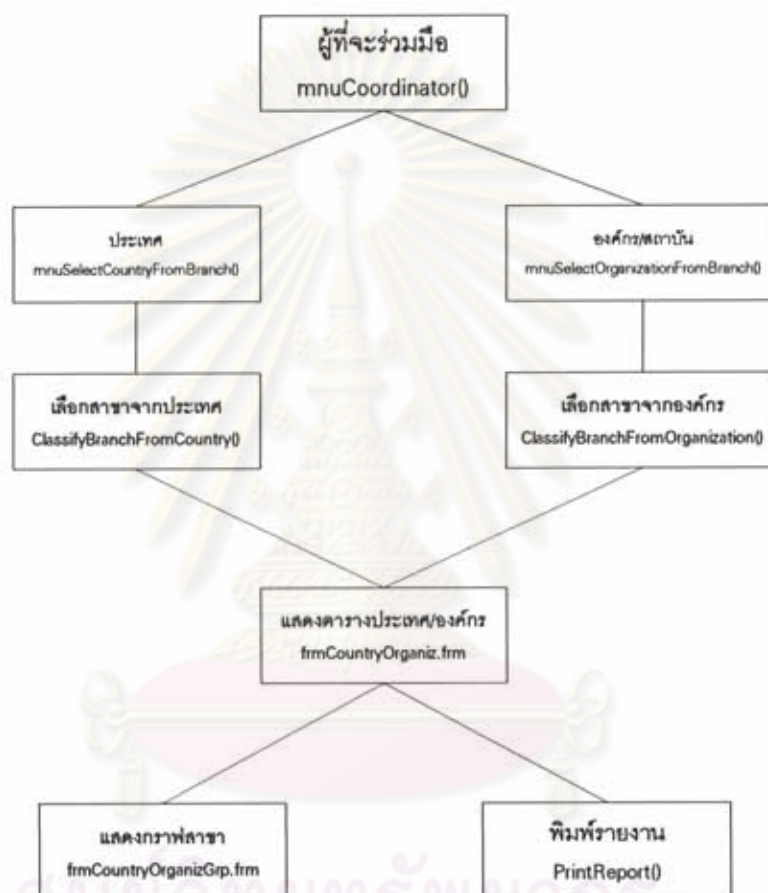 ผู้ที่จะร่วมมือ
mnuCoordinator()
ประเทศ
mnuSelectCountryFromBranch()
องค์กร/สถาบัน
mnuSelectOrganizationFromBranch()
เลือกสาขาจากประเทศ
ClassifyBranchFromCountry()
เลือกสาขาจากองค์กร
ClassifyBranchFromOrganization()
แสดงตารางประเทศ/องค์กร
frmCountryOrganiz.frm
แสดงกราฟสาขา
frmCountryOrganizGrp.frm
พิมพ์รายงาน
PrintReport()